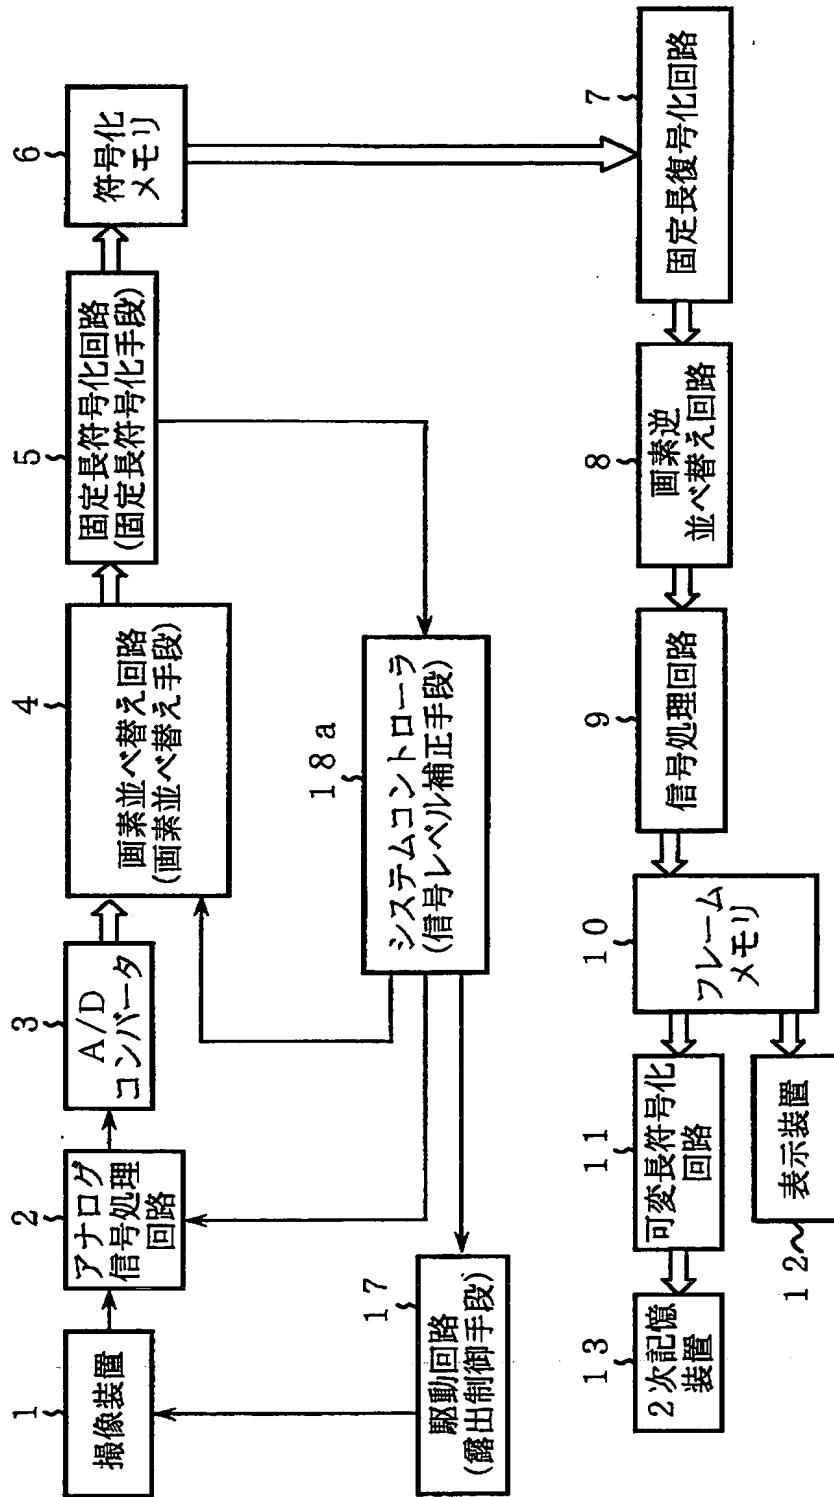 1
撮像装置
2
アナログ
信号処理
回路
3
A/D
コンバータ
4
画素並べ替え回路
(画素並べ替え手段)
5
固定長符号化回路
(固定長符号化手段)
6
符号化
メモリ
17
駆動回路
(露出制御手段)
18a
システムコントローラ
(信号レベル補正手段)
7
固定長復号化回路
8
画素逆
並べ替え回路
9
信号処理回路
10
フレーム
メモリ
11
可変長符号化
回路
12
表示装置
13
2次記憶
装置